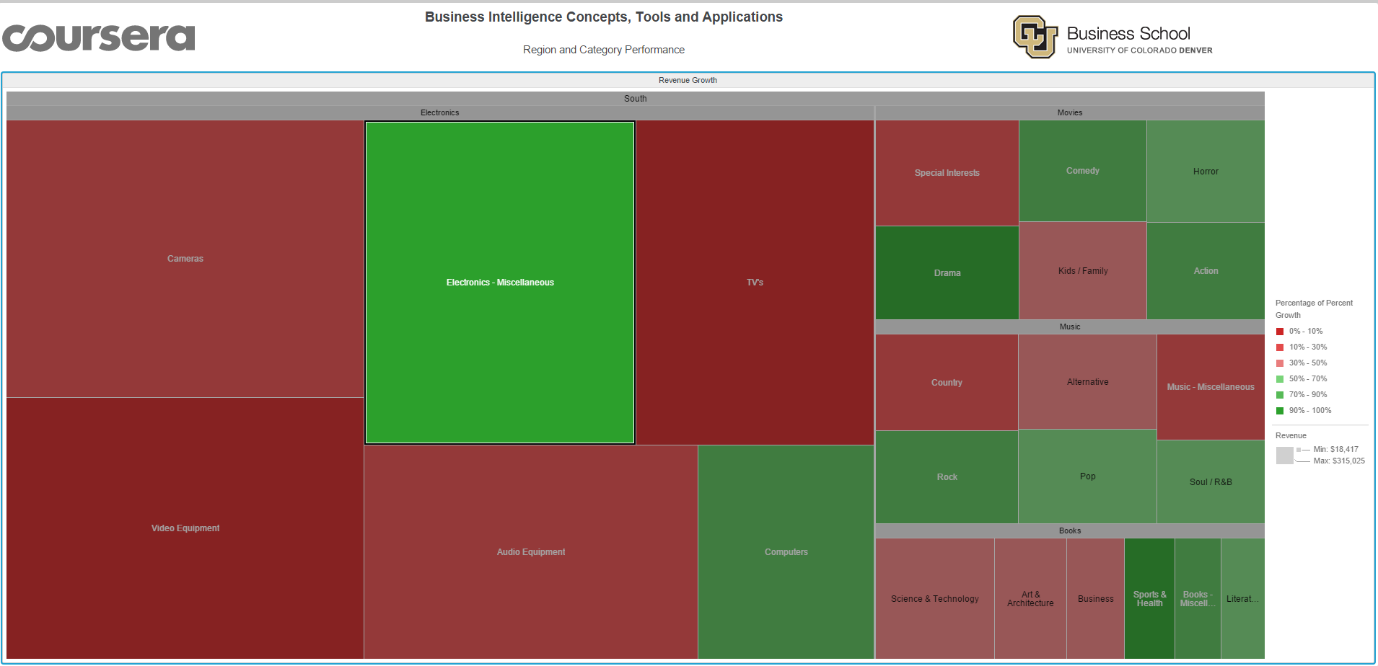 coursera
Business Intelligence Concepts, Tools and Applications
Region and Category Performance
CU
Business School
UNIVERSITY OF COLORADO DENVER
Revenue Growth
South
Electronics
Movies
Cameras
Electronics - Miscellaneous
TV's
Video Equipment
Audio Equipment
Computers
Special Interests
Comedy
Horror
Drama
Kids / Family
Action
Music
Country
Alternative
Music - Miscellaneous
Rock
Pop
Soul / R&B
Books
Science & Technology
Art &
Architecture
Business
Sports &
Health
Books -
Miscell...
Literat...
Percentage of Percent
Growth
0% - 10%
10% - 30%
30% - 50%
50% - 70%
70% - 90%
90% - 100%
Revenue
Min: $18,417
Max: $315,025